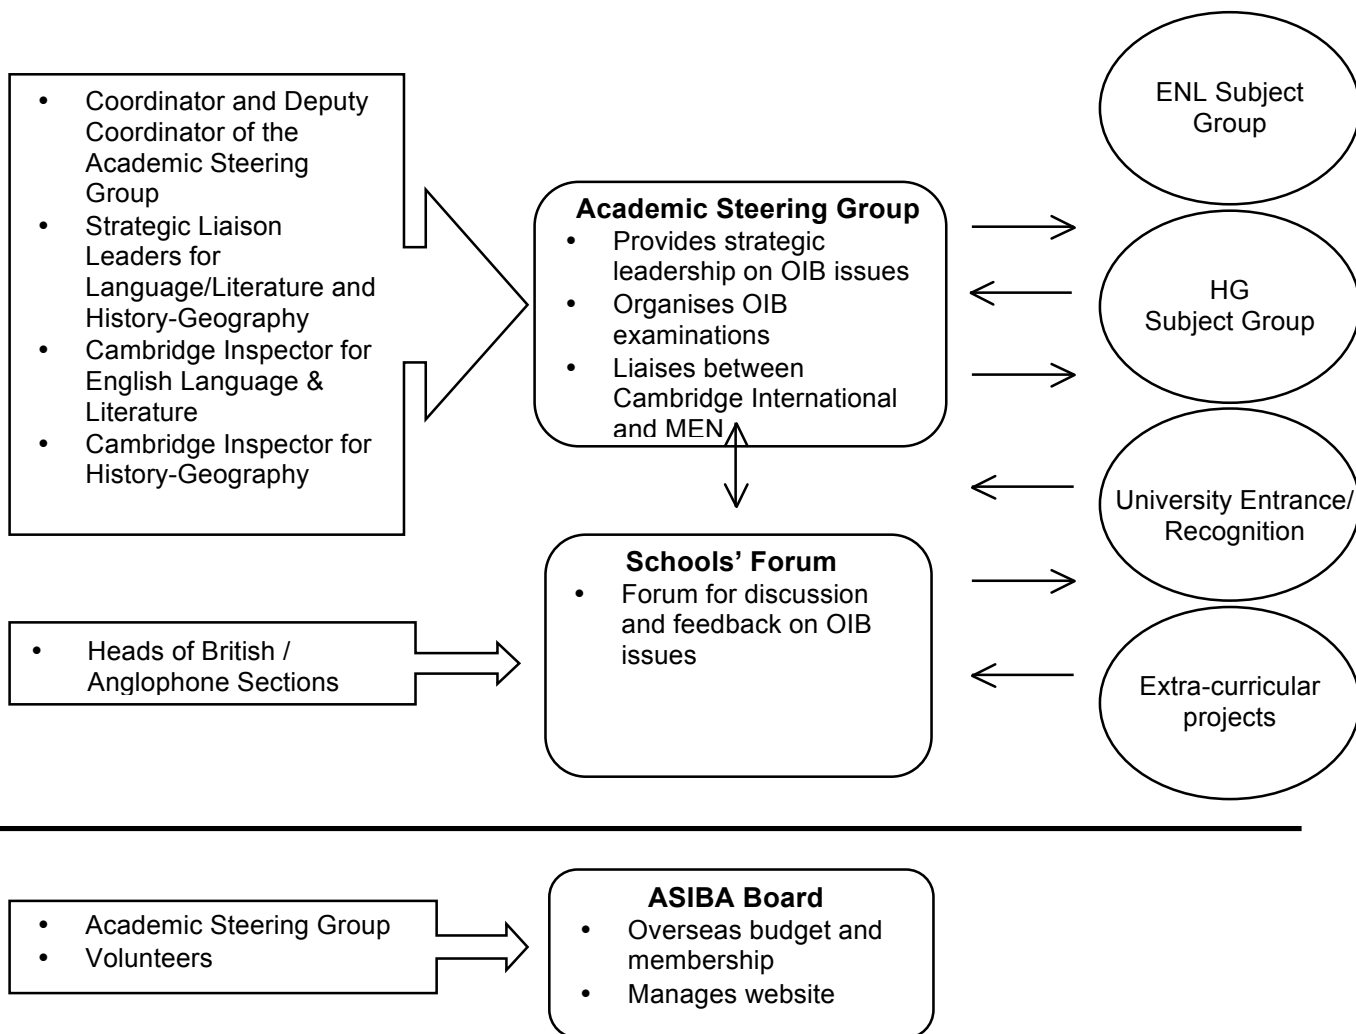 • Coordinator and Deputy
Coordinator of the
Academic Steering
Group
• Strategic Liaison
Leaders for
Language/Literature and
History-Geography
• Cambridge Inspector for
English Language &
Literature
• Cambridge Inspector for
History-Geography
Academic Steering Group
• Provides strategic
leadership on OIB issues
• Organises OIB
examinations
• Liaises between
Cambridge International
and MEN
ENL Subject
Group
HG
Subject Group
University Entrance/
Recognition
Extra-curricular
projects
• Heads of British /
Anglophone Sections
Schools’ Forum
• Forum for discussion
and feedback on OIB
issues
• Academic Steering Group
• Volunteers
ASIBA Board
• Overseas budget and
membership
• Manages website